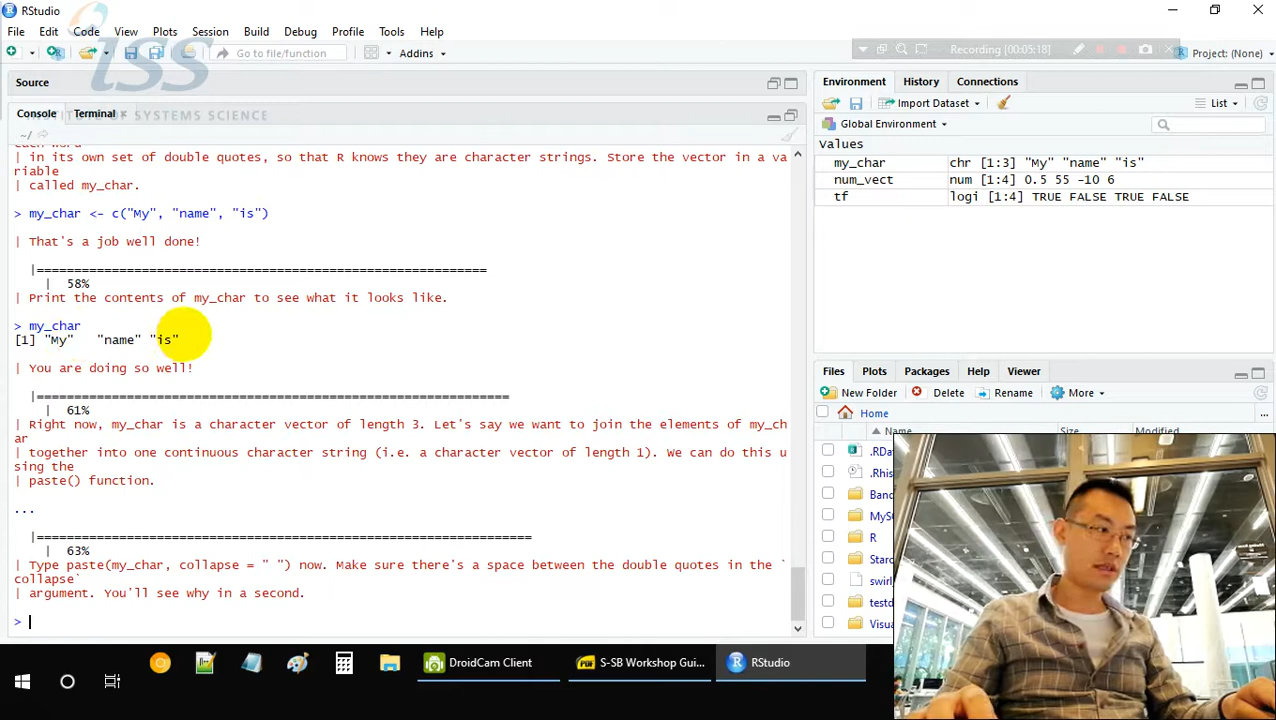 RStudio
File Edit Code View Plots Session Build Debug Profile Tools Help
Go to file/function
Addins
Recording [00:05:18]
Project: (None)
iss
INSTITUTE OF SYSTEMS SCIENCE
Source
Console Terminal
~/
each word
| in its own set of double quotes, so that R knows they are character strings. Store the vector in a va
riable
| called my_char.
> my_char <- c("My", "name", "is")
| That's a job well done!
|============================================================
| 58%
| Print the contents of my_char to see what it looks like.
> my_char
[1] "My"   "name" "is"
| You are doing so well!
|===============================================================
| 61%
| Right now, my_char is a character vector of length 3. Let's say we want to join the elements of my_ch
ar
| together into one continuous character string (i.e. a character vector of length 1). We can do this u
sing the
| paste() function.
...
|==================================================================
| 63%
| Type paste(my_char, collapse = " ") now. Make sure there's a space between the double quotes in the `
collapse`
| argument. You'll see why in a second.
>
Environment History Connections
Import Dataset
List
Global Environment
Values
my_char chr [1:3] "My" "name" "is"
num_vect num [1:4] 0.5 55 -10 6
tf logi [1:4] TRUE FALSE TRUE FALSE
Files Plots Packages Help Viewer
New Folder Delete Rename More
Home
...
Name Size Modified
.RDa
.Rhis
Band
MyS
R
Starc
swirl
testd
Visua
DroidCam Client
S-SB Workshop Gui...
RStudio